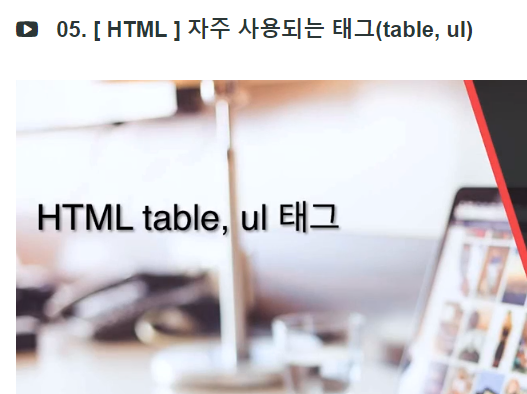 05. [ HTML ] 자주 사용되는 태그(table, ul)
HTML table, ul 태그